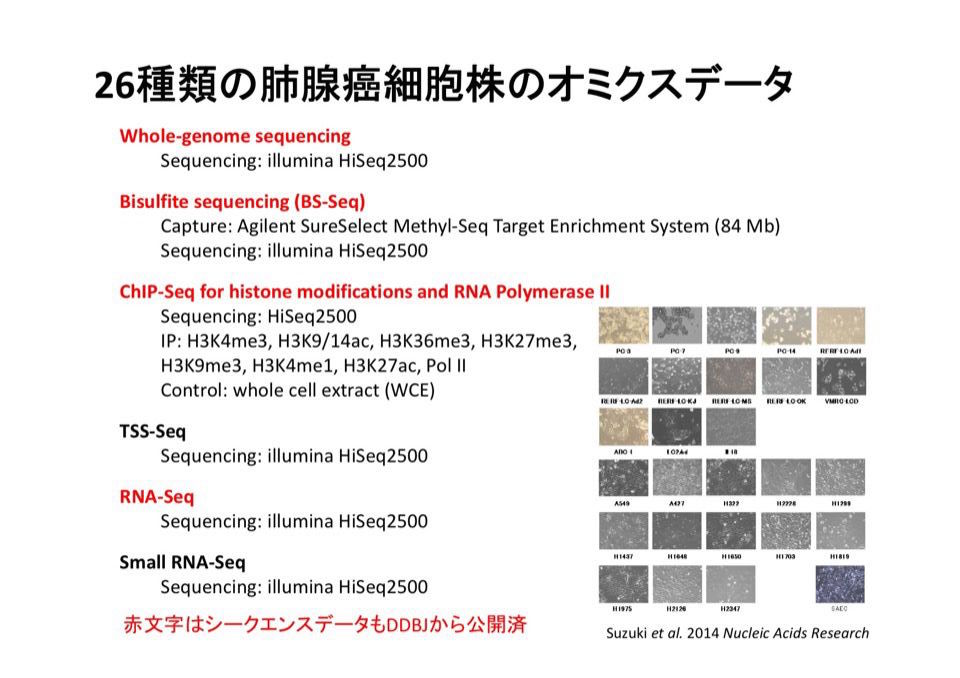 26種類の肺腺癌細胞株のオミクスデータ
Whole-genome sequencing
Sequencing: illumina HiSeq2500
Bisulfite sequencing (BS-Seq)
Capture: Agilent SureSelect Methyl-Seq Target Enrichment System (84 Mb)
Sequencing: illumina HiSeq2500
ChIP-Seq for histone modifications and RNA Polymerase II
Sequencing: HiSeq2500
IP: H3K4me3, H3K9/14ac, H3K36me3, H3K27me3,
H3K9me3, H3K4me1, H3K27ac, Pol II
Control: whole cell extract (WCE)
TSS-Seq
Sequencing: illumina HiSeq2500
RNA-Seq
Sequencing: illumina HiSeq2500
Small RNA-Seq
Sequencing: illumina HiSeq2500
赤文字はシークエンスデータもDDBJから公開済
PC-3 PC-7 PC-9 PC-14 RERF-LC-Ad1
RERF-LC-Ad2 RERF-LC-KJ RERF-LC-MS RERF-LC-OK VMRC-LCD
ABC-1 LC2Ad II-18
A549 A427 H322 H2228 H1299
H1437 H1648 H1650 H1703 H1819
H1975 H2126 H2347 SAEC
Suzuki et al. 2014 Nucleic Acids Research